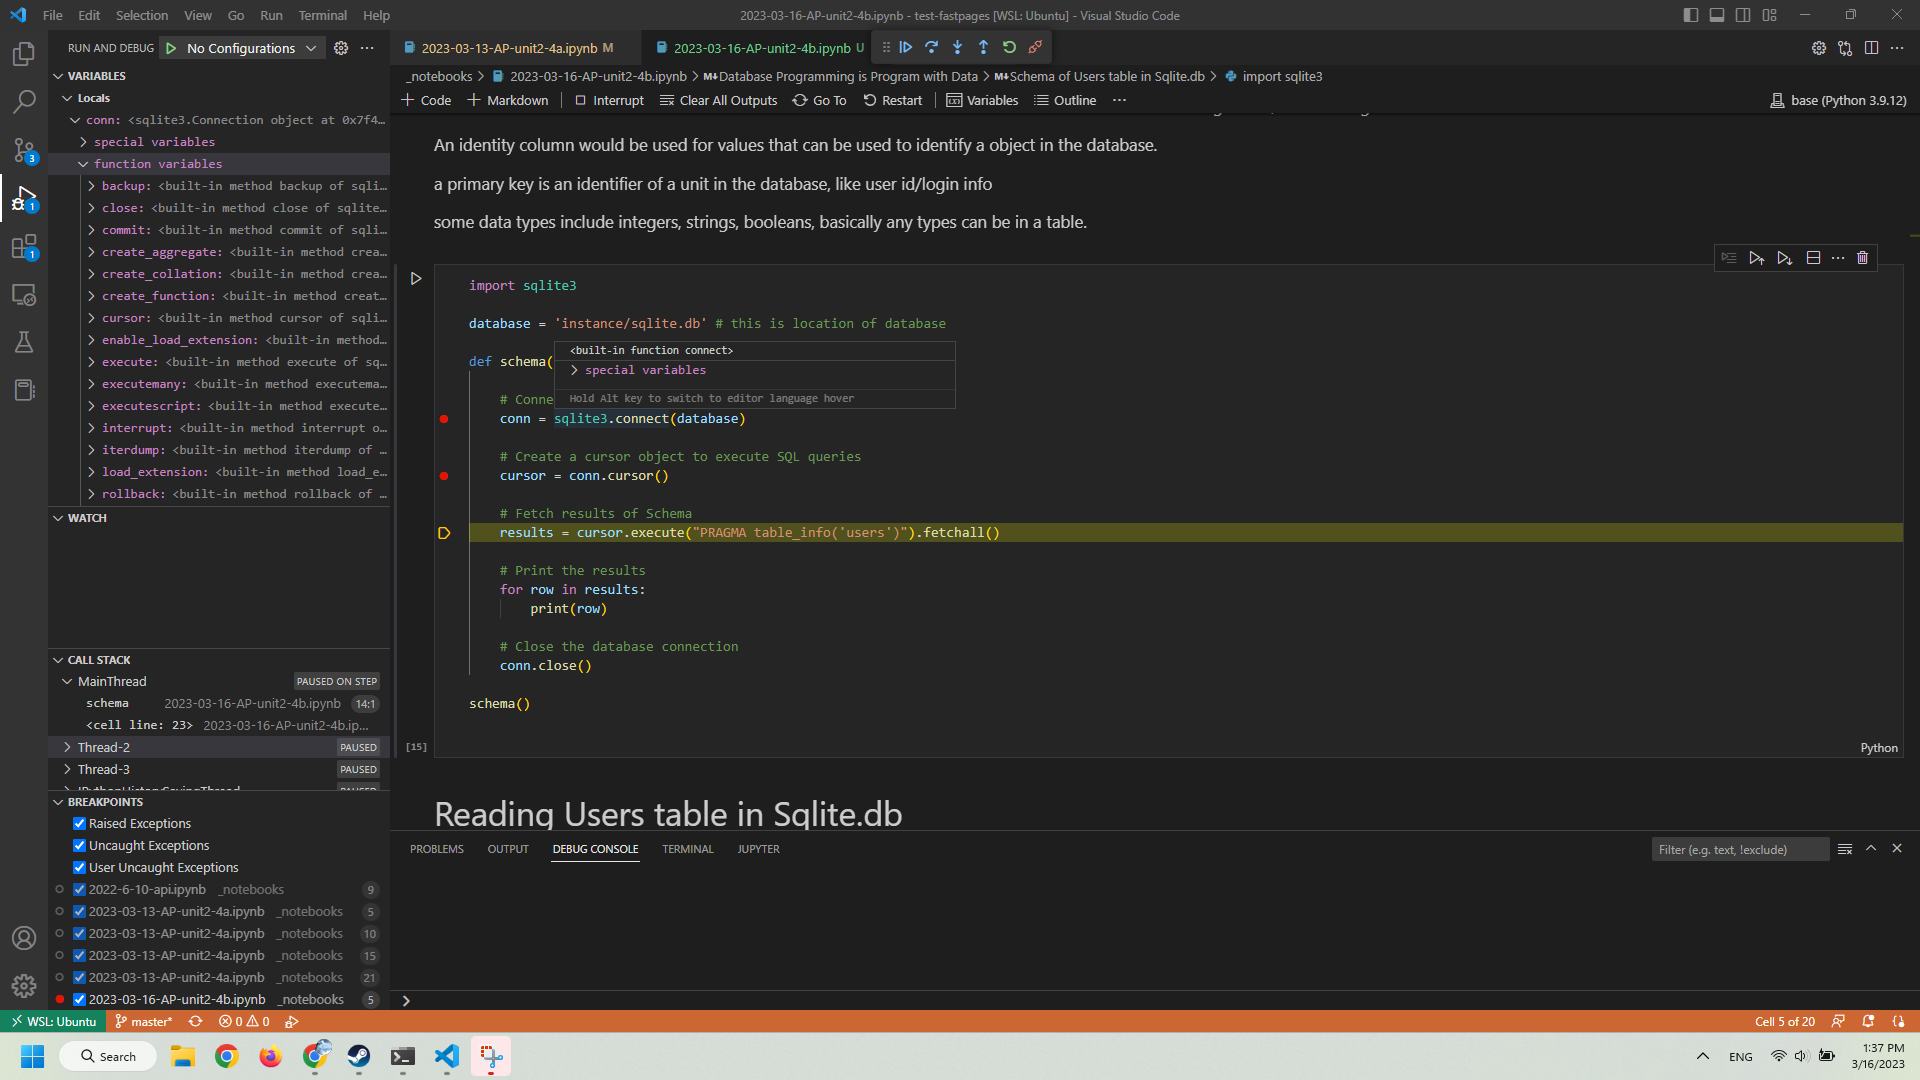 File Edit Selection View Go Run Terminal Help
2023-03-16-AP-unit2-4b.ipynb - test-fastpages [WSL: Ubuntu] - Visual Studio Code
RUN AND DEBUG No Configurations ···
2023-03-13-AP-unit2-4a.ipynb M
2023-03-16-AP-unit2-4b.ipynb U
_notebooks > 2023-03-16-AP-unit2-4b.ipynb > M↓Database Programming is Program with Data > M↓Schema of Users table in Sqlite.db > import sqlite3
+ Code + Markdown Interrupt Clear All Outputs Go To Restart Variables Outline ···
base (Python 3.9.12)
VARIABLES
Locals
conn: <sqlite3.Connection object at 0x7f4…
special variables
function variables
backup: <built-in method backup of sqli…
close: <built-in method close of sqlite…
commit: <built-in method commit of sqli…
create_aggregate: <built-in method crea…
create_collation: <built-in method crea…
create_function: <built-in method creat…
cursor: <built-in method cursor of sqli…
enable_load_extension: <built-in method…
execute: <built-in method execute of sq…
executemany: <built-in method executema…
executescript: <built-in method execute…
interrupt: <built-in method interrupt o…
iterdump: <built-in method iterdump of …
load_extension: <built-in method load_e…
rollback: <built-in method rollback of …
3
1
1
WATCH
CALL STACK
MainThread PAUSED ON STEP
schema 2023-03-16-AP-unit2-4b.ipynb 14:1
<cell line: 23> 2023-03-16-AP-unit2-4b.ip…
Thread-2 PAUSED
Thread-3 PAUSED
BREAKPOINTS
Raised Exceptions
Uncaught Exceptions
User Uncaught Exceptions
2022-6-10-api.ipynb _notebooks 9
2023-03-13-AP-unit2-4a.ipynb _notebooks 5
2023-03-13-AP-unit2-4a.ipynb _notebooks 10
2023-03-13-AP-unit2-4a.ipynb _notebooks 15
2023-03-13-AP-unit2-4a.ipynb _notebooks 21
2023-03-16-AP-unit2-4b.ipynb _notebooks 5
An identity column would be used for values that can be used to identify a object in the database.
a primary key is an identifier of a unit in the database, like user id/login info
some data types include integers, strings, booleans, basically any types can be in a table.
import sqlite3
database = 'instance/sqlite.db' # this is location of database
def schema(
<built-in function connect>
special variables
Hold Alt key to switch to editor language hover
# Conne
conn = sqlite3.connect(database)
# Create a cursor object to execute SQL queries
cursor = conn.cursor()
# Fetch results of Schema
results = cursor.execute("PRAGMA table_info('users')").fetchall()
# Print the results
for row in results:
print(row)
# Close the database connection
conn.close()
schema()
[15]
Python
Reading Users table in Sqlite.db
PROBLEMS OUTPUT DEBUG CONSOLE TERMINAL JUPYTER
Filter (e.g. text, !exclude)
WSL: Ubuntu master* 0 0
Cell 5 of 20
Search
ENG
1:37 PM
3/16/2023